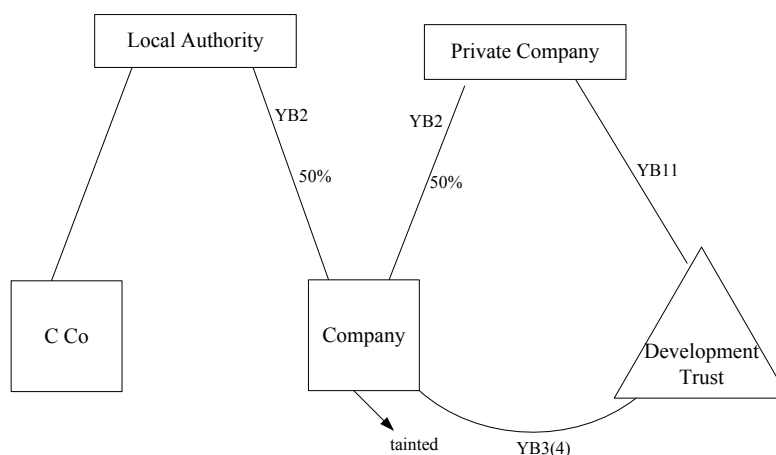 Local Authority
Private Company
YB2
YB2
50%
50%
YB11
C Co
Company
Development
Trust
tainted
YB3(4)